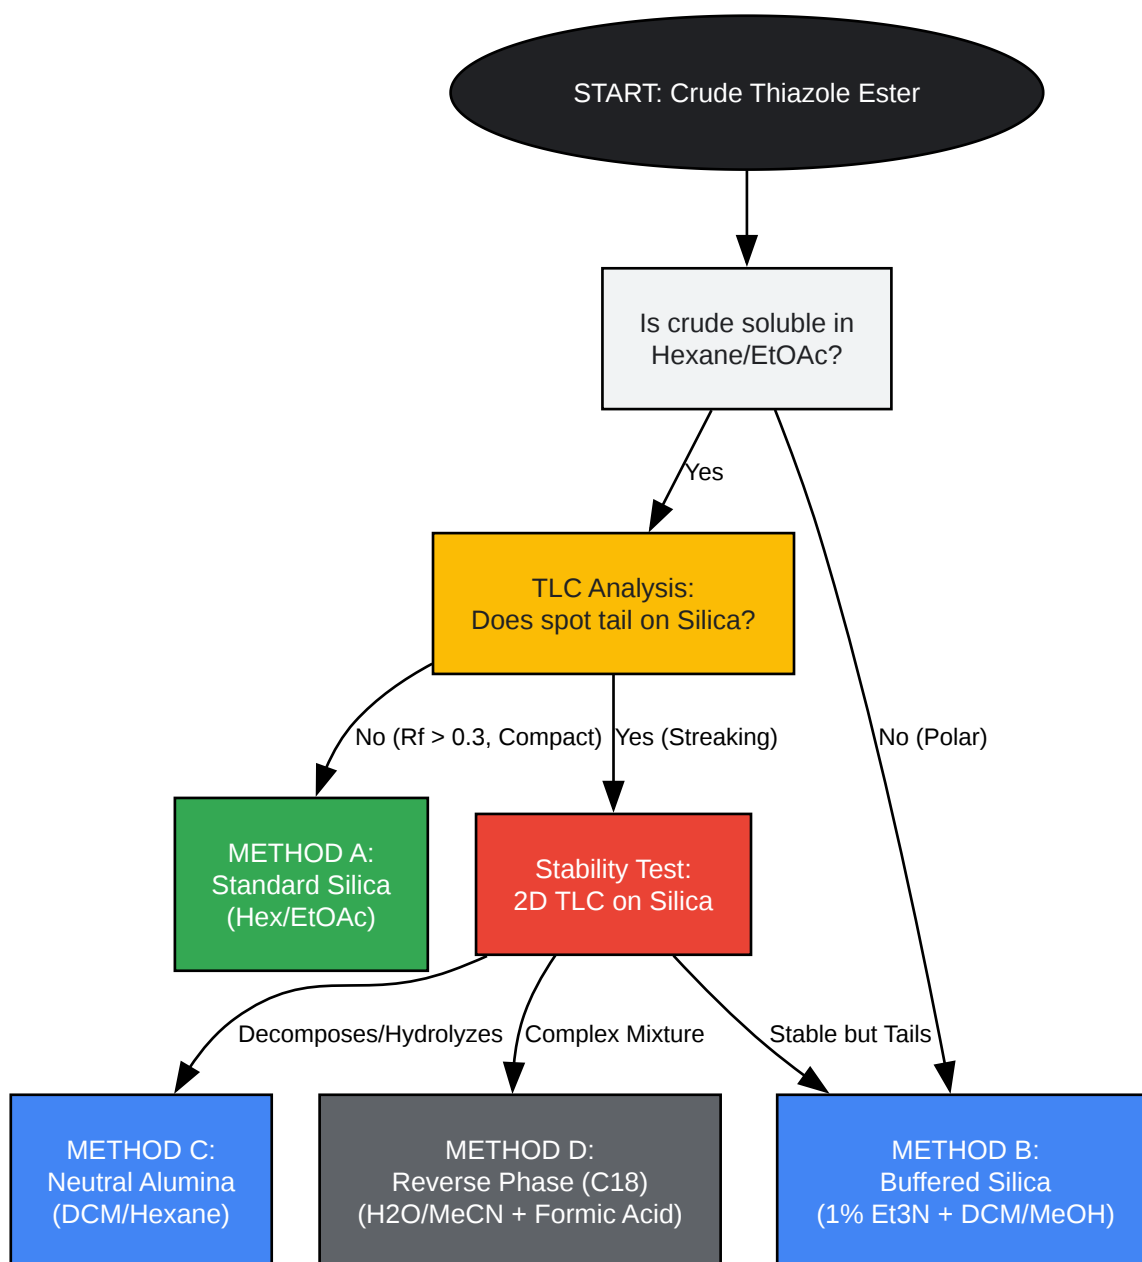 START: Crude Thiazole Ester
Is crude soluble in
Hexane/EtOAc?
Yes
TLC Analysis:
Does spot tail on Silica?
No (Rf > 0.3, Compact)
Yes (Streaking)
No (Polar)
METHOD A:
Standard Silica
(Hex/EtOAc)
Stability Test:
2D TLC on Silica
Decomposes/Hydrolyzes
Complex Mixture
Stable but Tails
METHOD C:
Neutral Alumina
(DCM/Hexane)
METHOD D:
Reverse Phase (C18)
(H2O/MeCN + Formic Acid)
METHOD B:
Buffered Silica
(1% Et3N + DCM/MeOH)